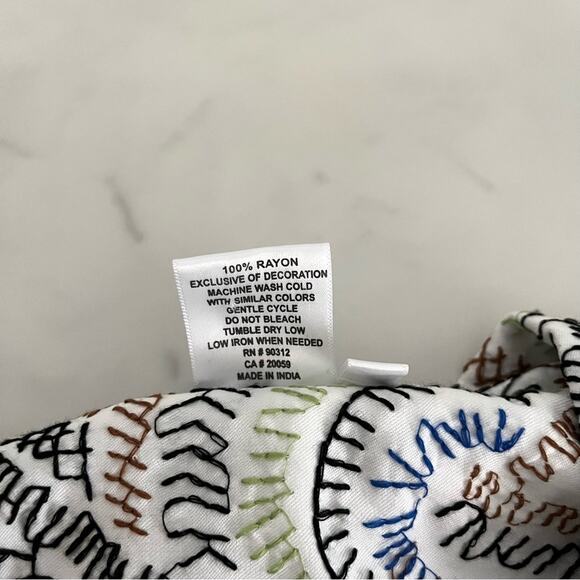 100% RAYON
EXCLUSIVE OF DECORATION
MACHINE WASH COLD
WITH SIMILAR COLORS
GENTLE CYCLE
DO NOT BLEACH
TUMBLE DRY LOW
LOW IRON WHEN NEEDED
RN # 90312
CA # 20059
MADE IN INDIA